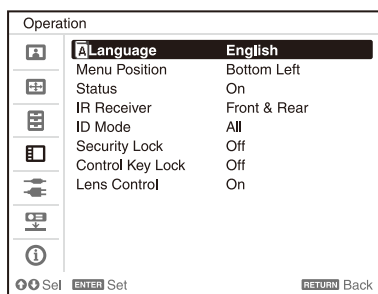 Operation
A Language English
Menu Position Bottom Left
Status On
IR Receiver Front & Rear
ID Mode All
Security Lock Off
Control Key Lock Off
Lens Control On
Sel ENTER Set RETURN Back